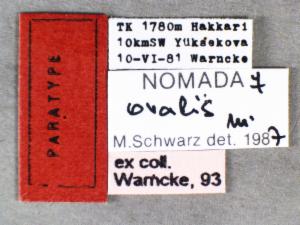 PARATYPE
TK 1780m Hakkari
10kmSW Yüksekova
10-VI-81 Warncke
NOMADA
ovalis
M.Schwarz det. 1987
ex coll.
Warncke, 93